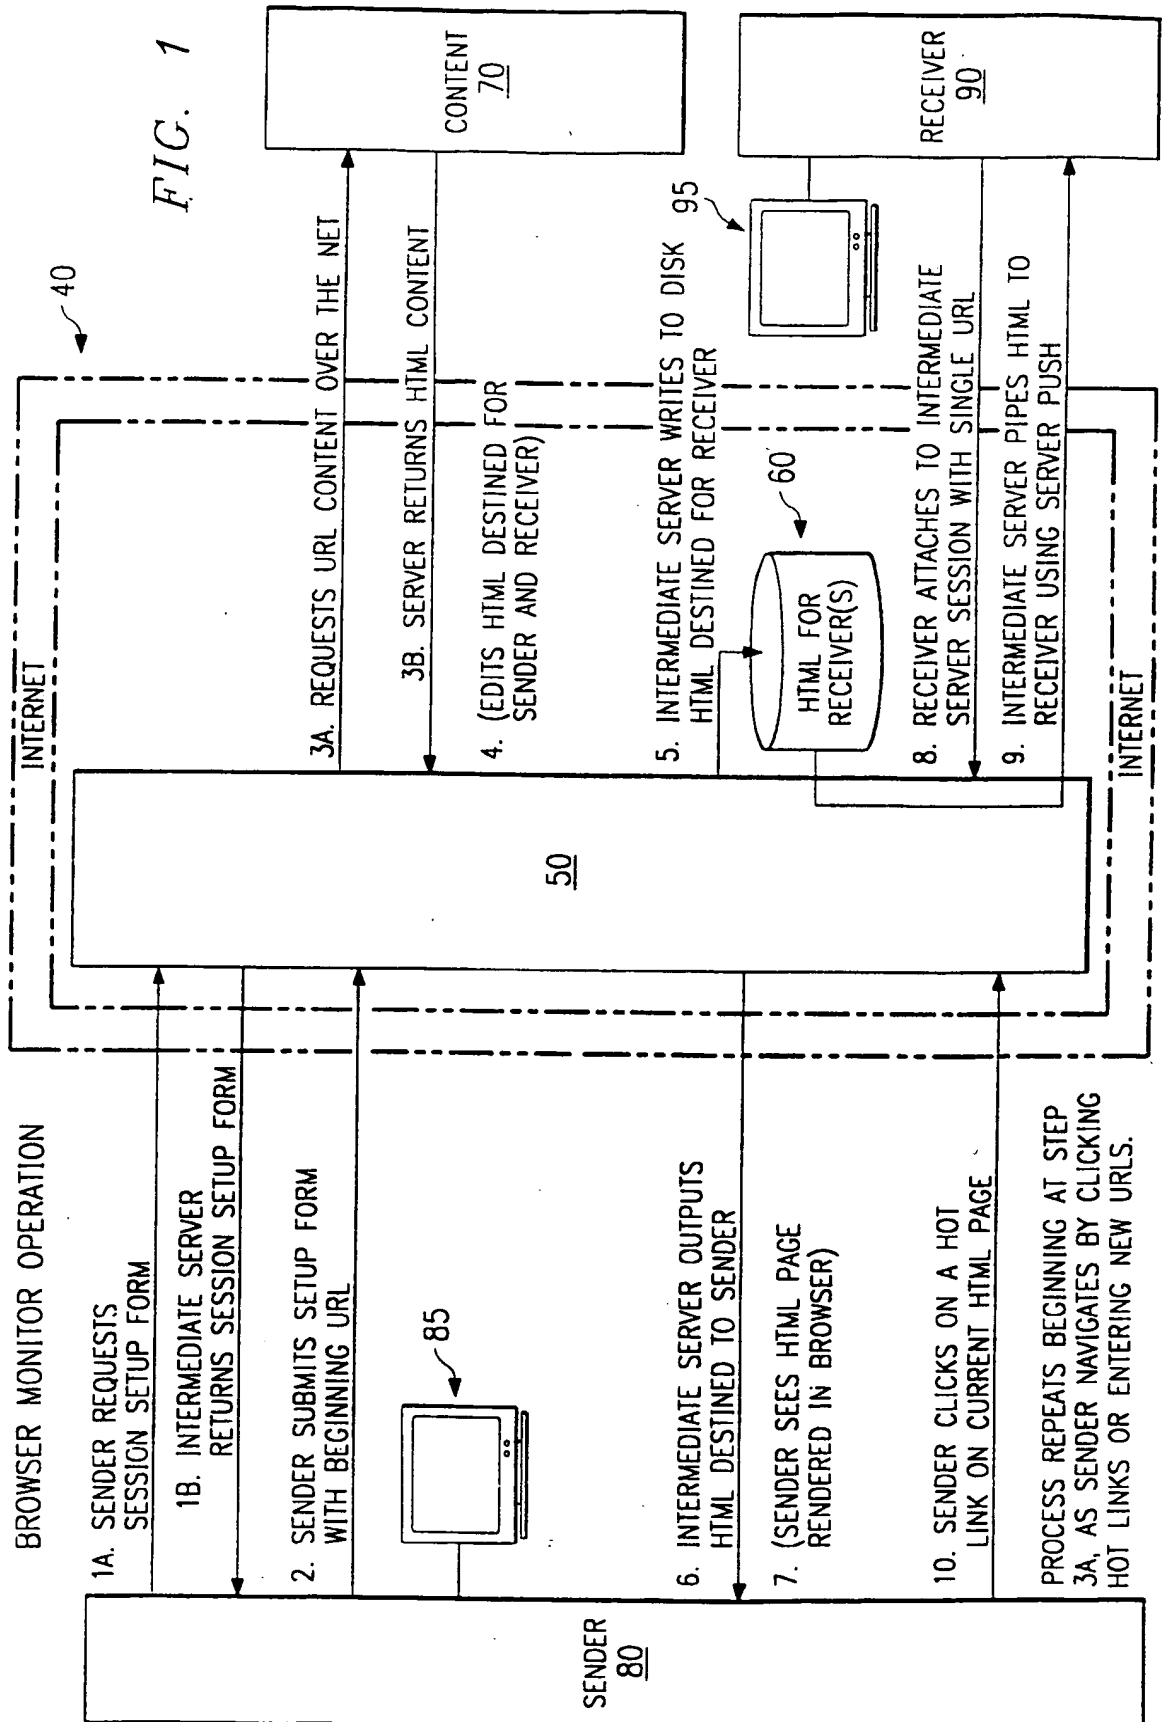 BROWSER MONITOR OPERATION
FIG. 1
40
INTERNET
1A. SENDER REQUESTS
SESSION SETUP FORM
1B. INTERMEDIATE SERVER
RETURNS SESSION SETUP FORM
2. SENDER SUBMITS SETUP FORM
WITH BEGINNING URL
85
SENDER
80
6. INTERMEDIATE SERVER OUTPUTS
HTML DESTINED TO SENDER
7. (SENDER SEES HTML PAGE
RENDERED IN BROWSER)
10. SENDER CLICKS ON A HOT
LINK ON CURRENT HTML PAGE
PROCESS REPEATS BEGINNING AT STEP
3A, AS SENDER NAVIGATES BY CLICKING
HOT LINKS OR ENTERING NEW URLS.
50
3A. REQUESTS URL CONTENT OVER THE NET
3B. SERVER RETURNS HTML CONTENT
4. (EDITS HTML DESTINED FOR
SENDER AND RECEIVER)
CONTENT
70
5. INTERMEDIATE SERVER WRITES TO DISK
HTML DESTINED FOR RECEIVER
60
HTML FOR
RECEIVER(S)
95
RECEIVER
90
8. RECEIVER ATTACHES TO INTERMEDIATE
SERVER SESSION WITH SINGLE URL
9. INTERMEDIATE SERVER PIPES HTML TO
RECEIVER USING SERVER PUSH
INTERNET